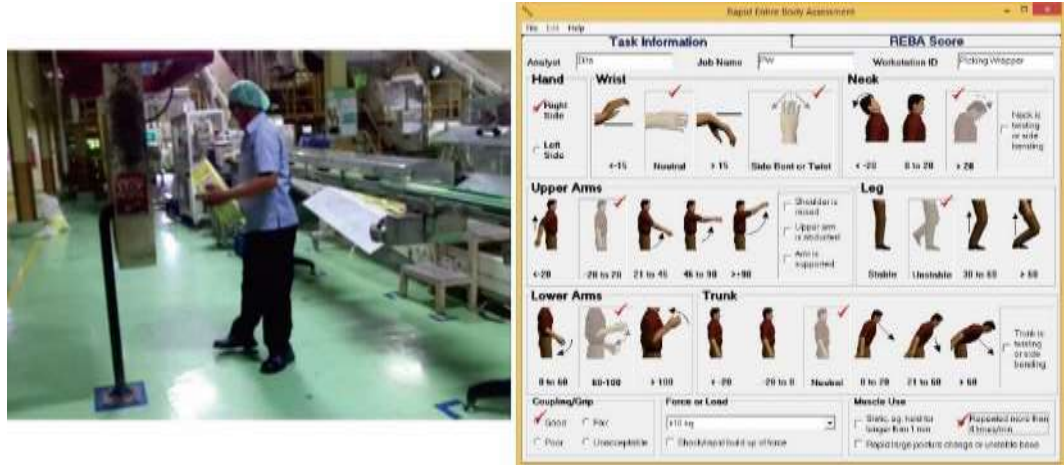 Rapid Entire Body Assessment
File Edit Help
Task Information REBA Score
Analyst Dita Job Name PW Workstation ID Picking Wrapper
Hand
Right Side
Left Side
Wrist
<-15 Neutral > 15 Side Bent or Twist
Neck
< -20 0 to 20 > 20
Neck is twisting or side bending
Upper Arms
<-20 -20 to 20 21 to 45 46 to 90 >+90
Shoulder is raised
Upper arm is abducted
Arm is supported
Leg
Stable Unstable 30 to 60 > 60
Lower Arms
0 to 60 60-100 > 100
Trunk
< -20 -20 to 0 Neutral 0 to 20 21 to 60 > 60
Trunk is twisting or side bending
Coupling/Grip
Good Fair
Poor Unacceptable
Force or Load
kg
Shock/rapid build up of force
Muscle Use
Static, eg. held for longer than 1 min
Repeated more than 4 times/min
Rapid large posture change or unstable base